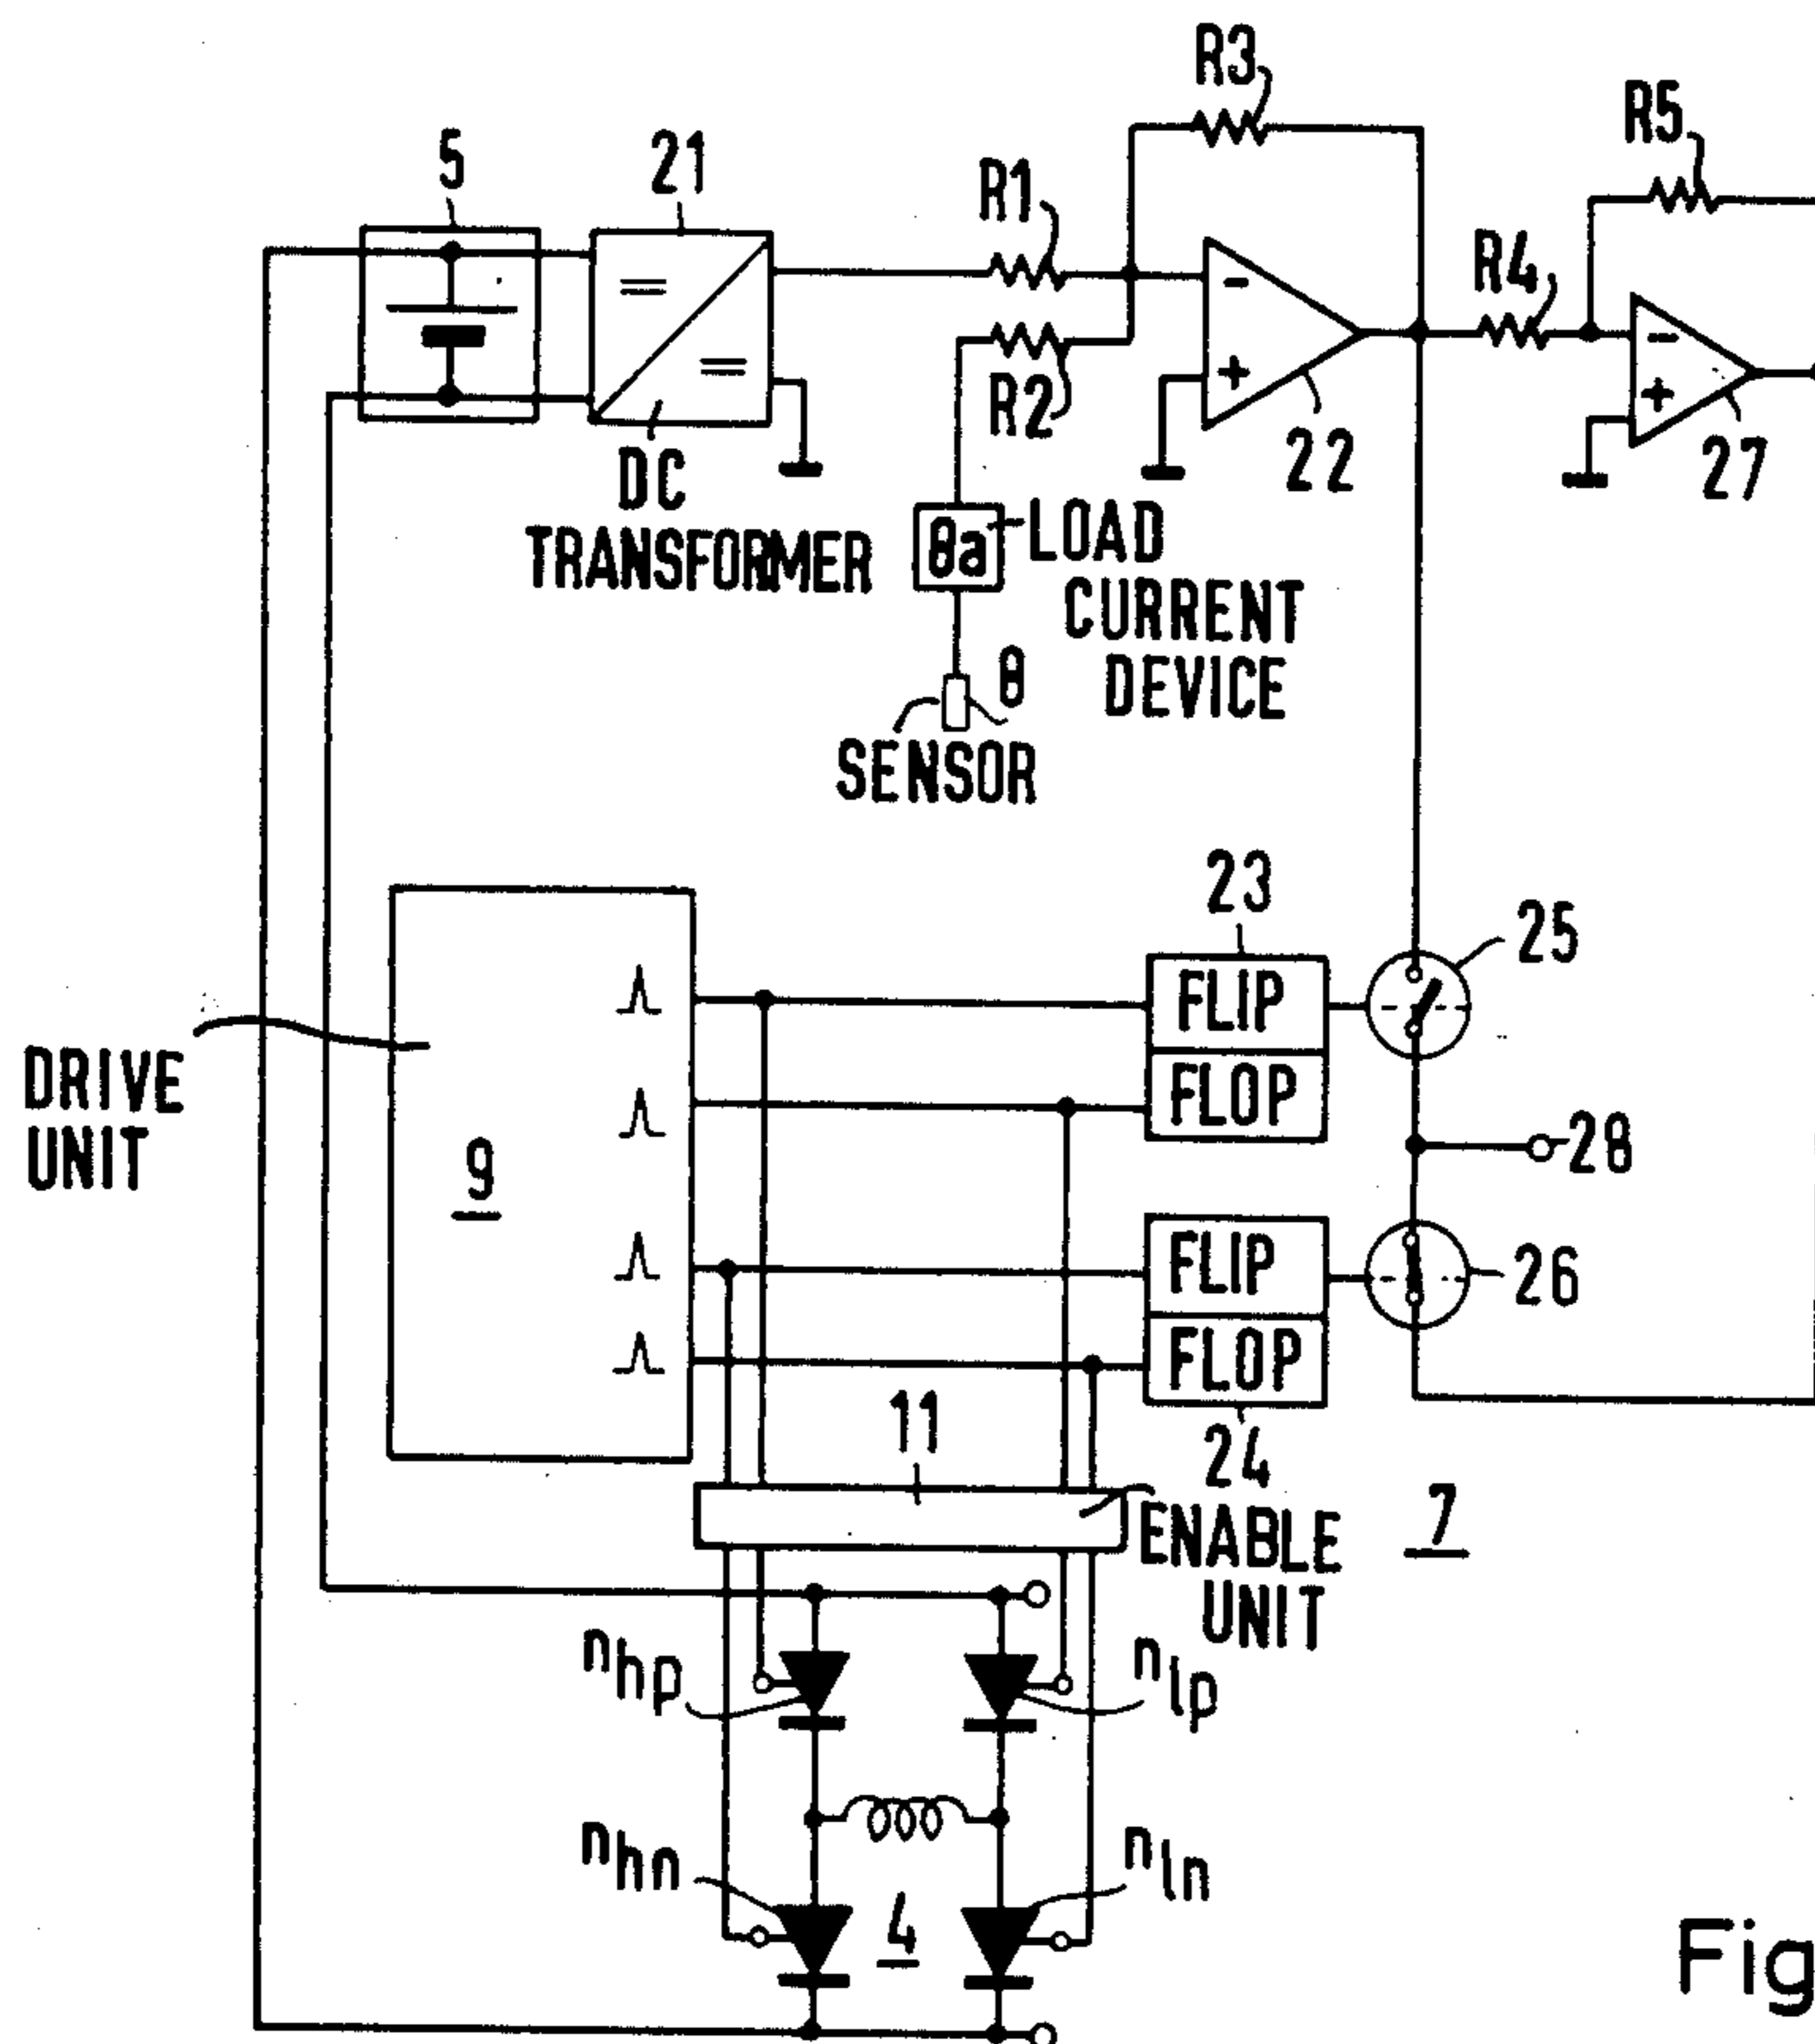 R3
R5
5
21
R1
R4
-
+
R2
22
-
+
27
=
=
DC
TRANSFORMER
8a
LOAD
CURRENT
DEVICE
8
SENSOR
23
25
FLIP
FLOP
DRIVE
UNIT
9
28
FLIP
FLOP
26
11
24
ENABLE
UNIT
7
nhp
nlp
nhn
nln
4
Fig